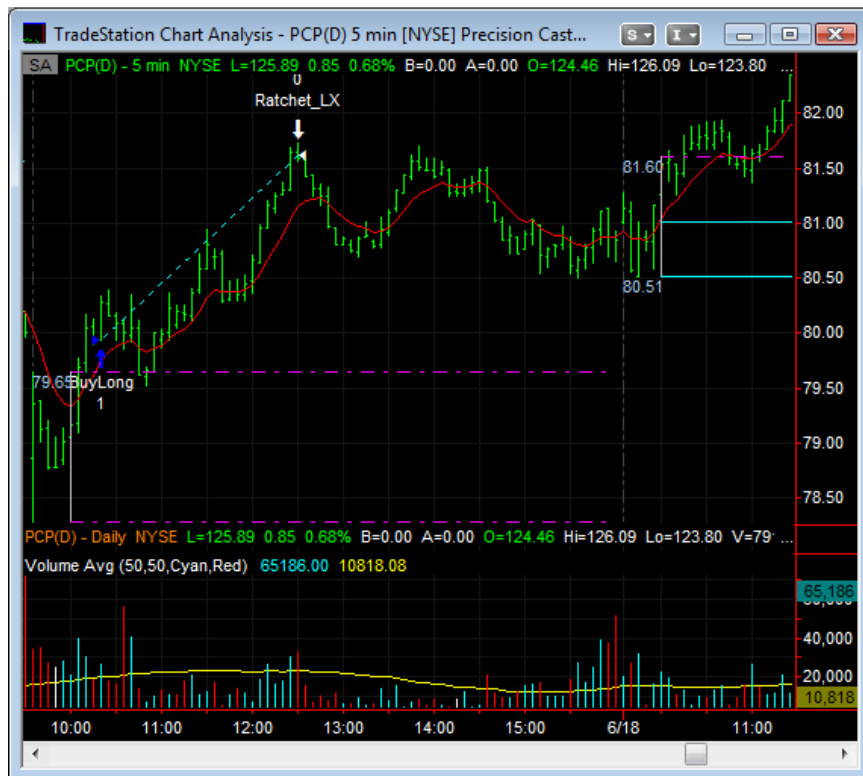 TradeStation Chart Analysis - PCP(D) 5 min [NYSE] Precision Cast...
S I
SA PCP(D) - 5 min NYSE L=125.89 0.85 0.68% B=0.00 A=0.00 O=124.46 Hi=126.09 Lo=123.80 ...
0
Ratchet_LX
82.00
81.60
81.50
81.00
80.51
80.50
80.00
79.65
BuyLong
1
79.50
79.00
78.50
PCP(D) - Daily NYSE L=125.89 0.85 0.68% B=0.00 A=0.00 O=124.46 Hi=126.09 Lo=123.80 V=79 ...
Volume Avg (50,50,Cyan,Red) 65186.00 10818.08
65,186
40,000
20,000
10,818
10:00 11:00 12:00 13:00 14:00 15:00 6/18 11:00